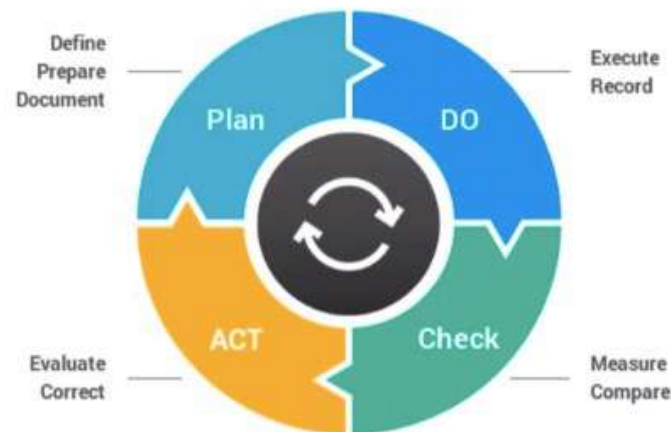 Define
Prepare
Document
Plan
DO
Execute
Record
ACT
Check
Evaluate
Correct
Measure
Compare